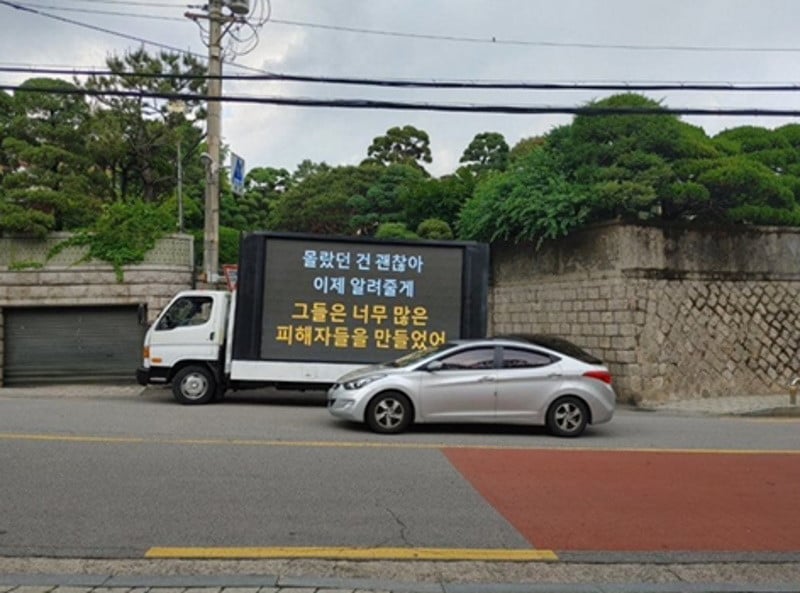 몰랐던 건 괜찮아
이제 알려줄게
그들은 너무 많은
피해자들을 만들었어